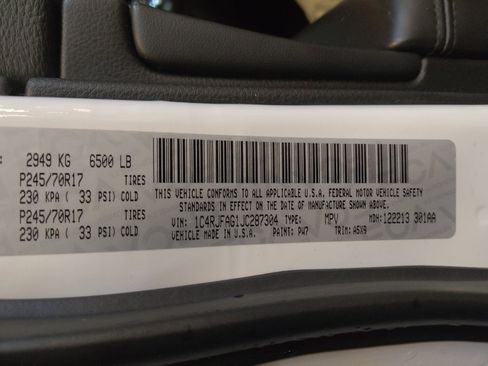 : 2949 KG 6500 LB
P245/70R17 TIRES
230 KPA ( 33 PSI) COLD
P245/70R17 TIRES
230 KPA ( 33 PSI) COLD
THIS VEHICLE CONFORMS TO ALL APPLICABLE U.S.A. FEDERAL MOTOR VEHICLE SAFETY
STANDARDS IN EFFECT ON THE DATE OF MANUFACTURE SHOWN ABOVE
VIN: 1C4RJFAG1JC287304 TYPE: MPV MDH: 122213 301AA
VEHICLE MADE IN U.S.A. PAINT: PW7 TRIM: A5X9